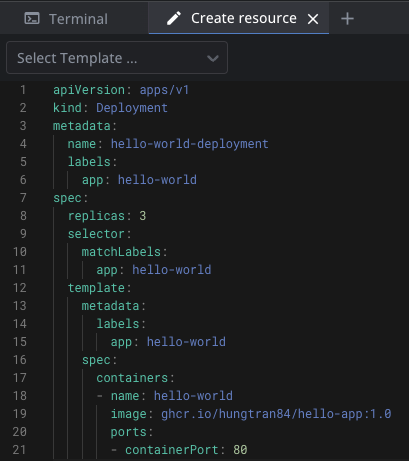 Terminal
Create resource
Select Template ...
1 apiVersion: apps/v1
2 kind: Deployment
3 metadata:
4   name: hello-world-deployment
5   labels:
6     app: hello-world
7 spec:
8   replicas: 3
9   selector:
10     matchLabels:
11       app: hello-world
12   template:
13     metadata:
14       labels:
15         app: hello-world
16     spec:
17       containers:
18       - name: hello-world
19         image: ghcr.io/hungtran84/hello-app:1.0
20         ports:
21         - containerPort: 80